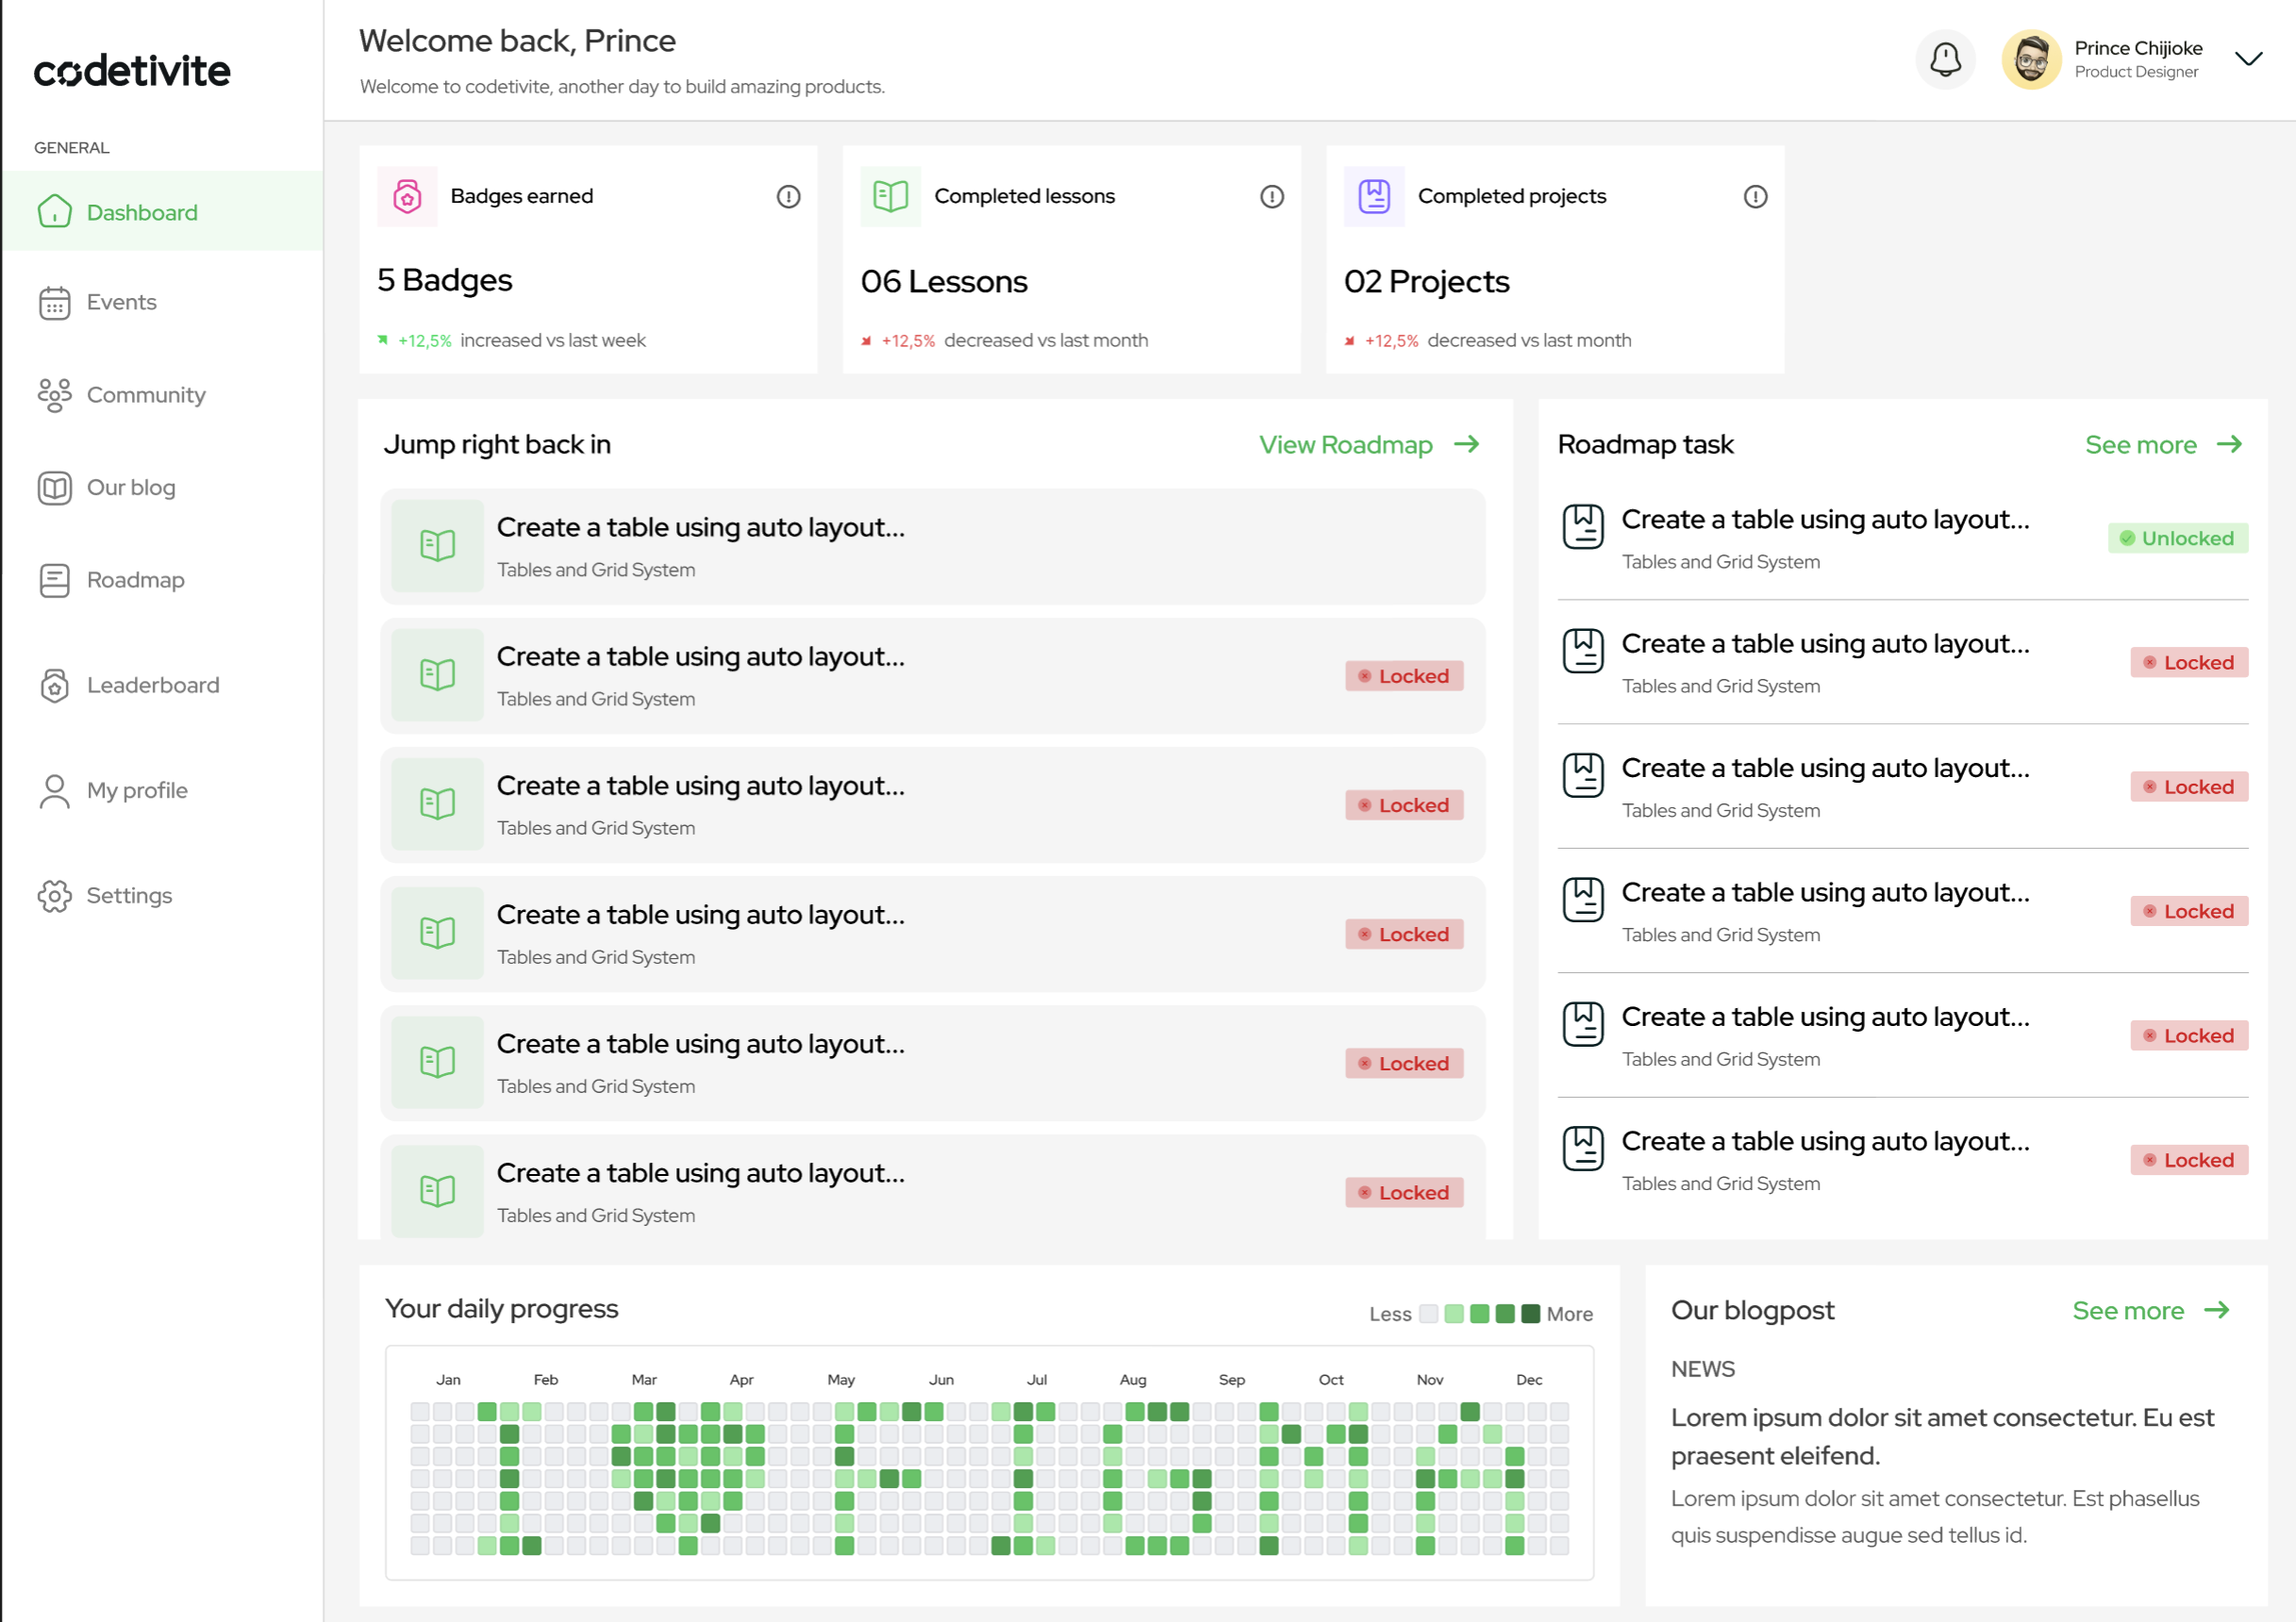 codetivite
GENERAL
Dashboard
Events
Community
Our blog
Roadmap
Leaderboard
My profile
Settings
Welcome back, Prince
Welcome to codetivite, another day to build amazing products.
Prince Chijioke
Product Designer
Badges earned
5 Badges
+12,5% increased vs last week
Completed lessons
06 Lessons
+12,5% decreased vs last month
Completed projects
02 Projects
+12,5% decreased vs last month
Jump right back in
View Roadmap
Create a table using auto layout...
Tables and Grid System
Create a table using auto layout...
Tables and Grid System
Locked
Create a table using auto layout...
Tables and Grid System
Locked
Create a table using auto layout...
Tables and Grid System
Locked
Create a table using auto layout...
Tables and Grid System
Locked
Create a table using auto layout...
Tables and Grid System
Locked
Roadmap task
See more
Create a table using auto layout...
Tables and Grid System
Unlocked
Create a table using auto layout...
Tables and Grid System
Locked
Create a table using auto layout...
Tables and Grid System
Locked
Create a table using auto layout...
Tables and Grid System
Locked
Create a table using auto layout...
Tables and Grid System
Locked
Create a table using auto layout...
Tables and Grid System
Locked
Your daily progress
Less More
Jan Feb Mar Apr May Jun Jul Aug Sep Oct Nov Dec
Our blogpost
See more
NEWS
Lorem ipsum dolor sit amet consectetur. Eu est
praesent eleifend.
Lorem ipsum dolor sit amet consectetur. Est phasellus
quis suspendisse augue sed tellus id.